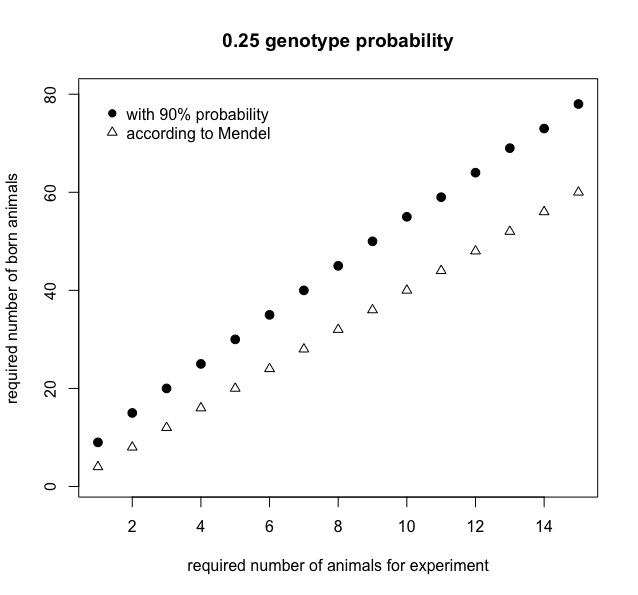 0.25 genotype probability
with 90% probability
according to Mendel
required number of born animals
80
60
40
20
0
2 4 6 8 10 12 14
required number of animals for experiment